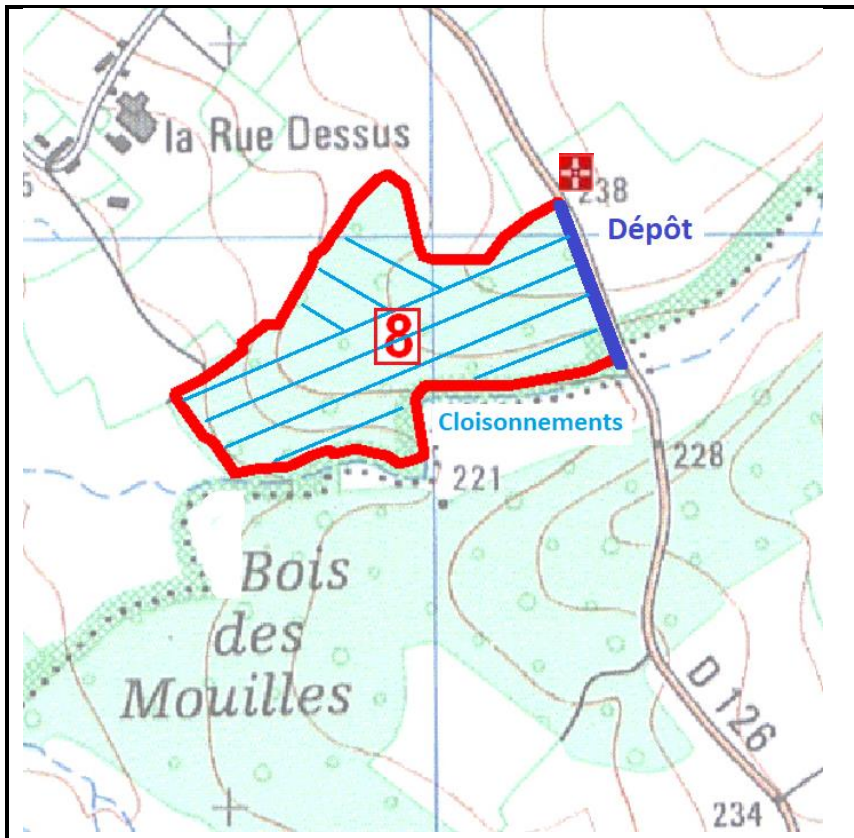 la Rue Dessus
238
Dépôt
8
Cloisonnements
228
221
Bois
des
Mouilles
D 126
234